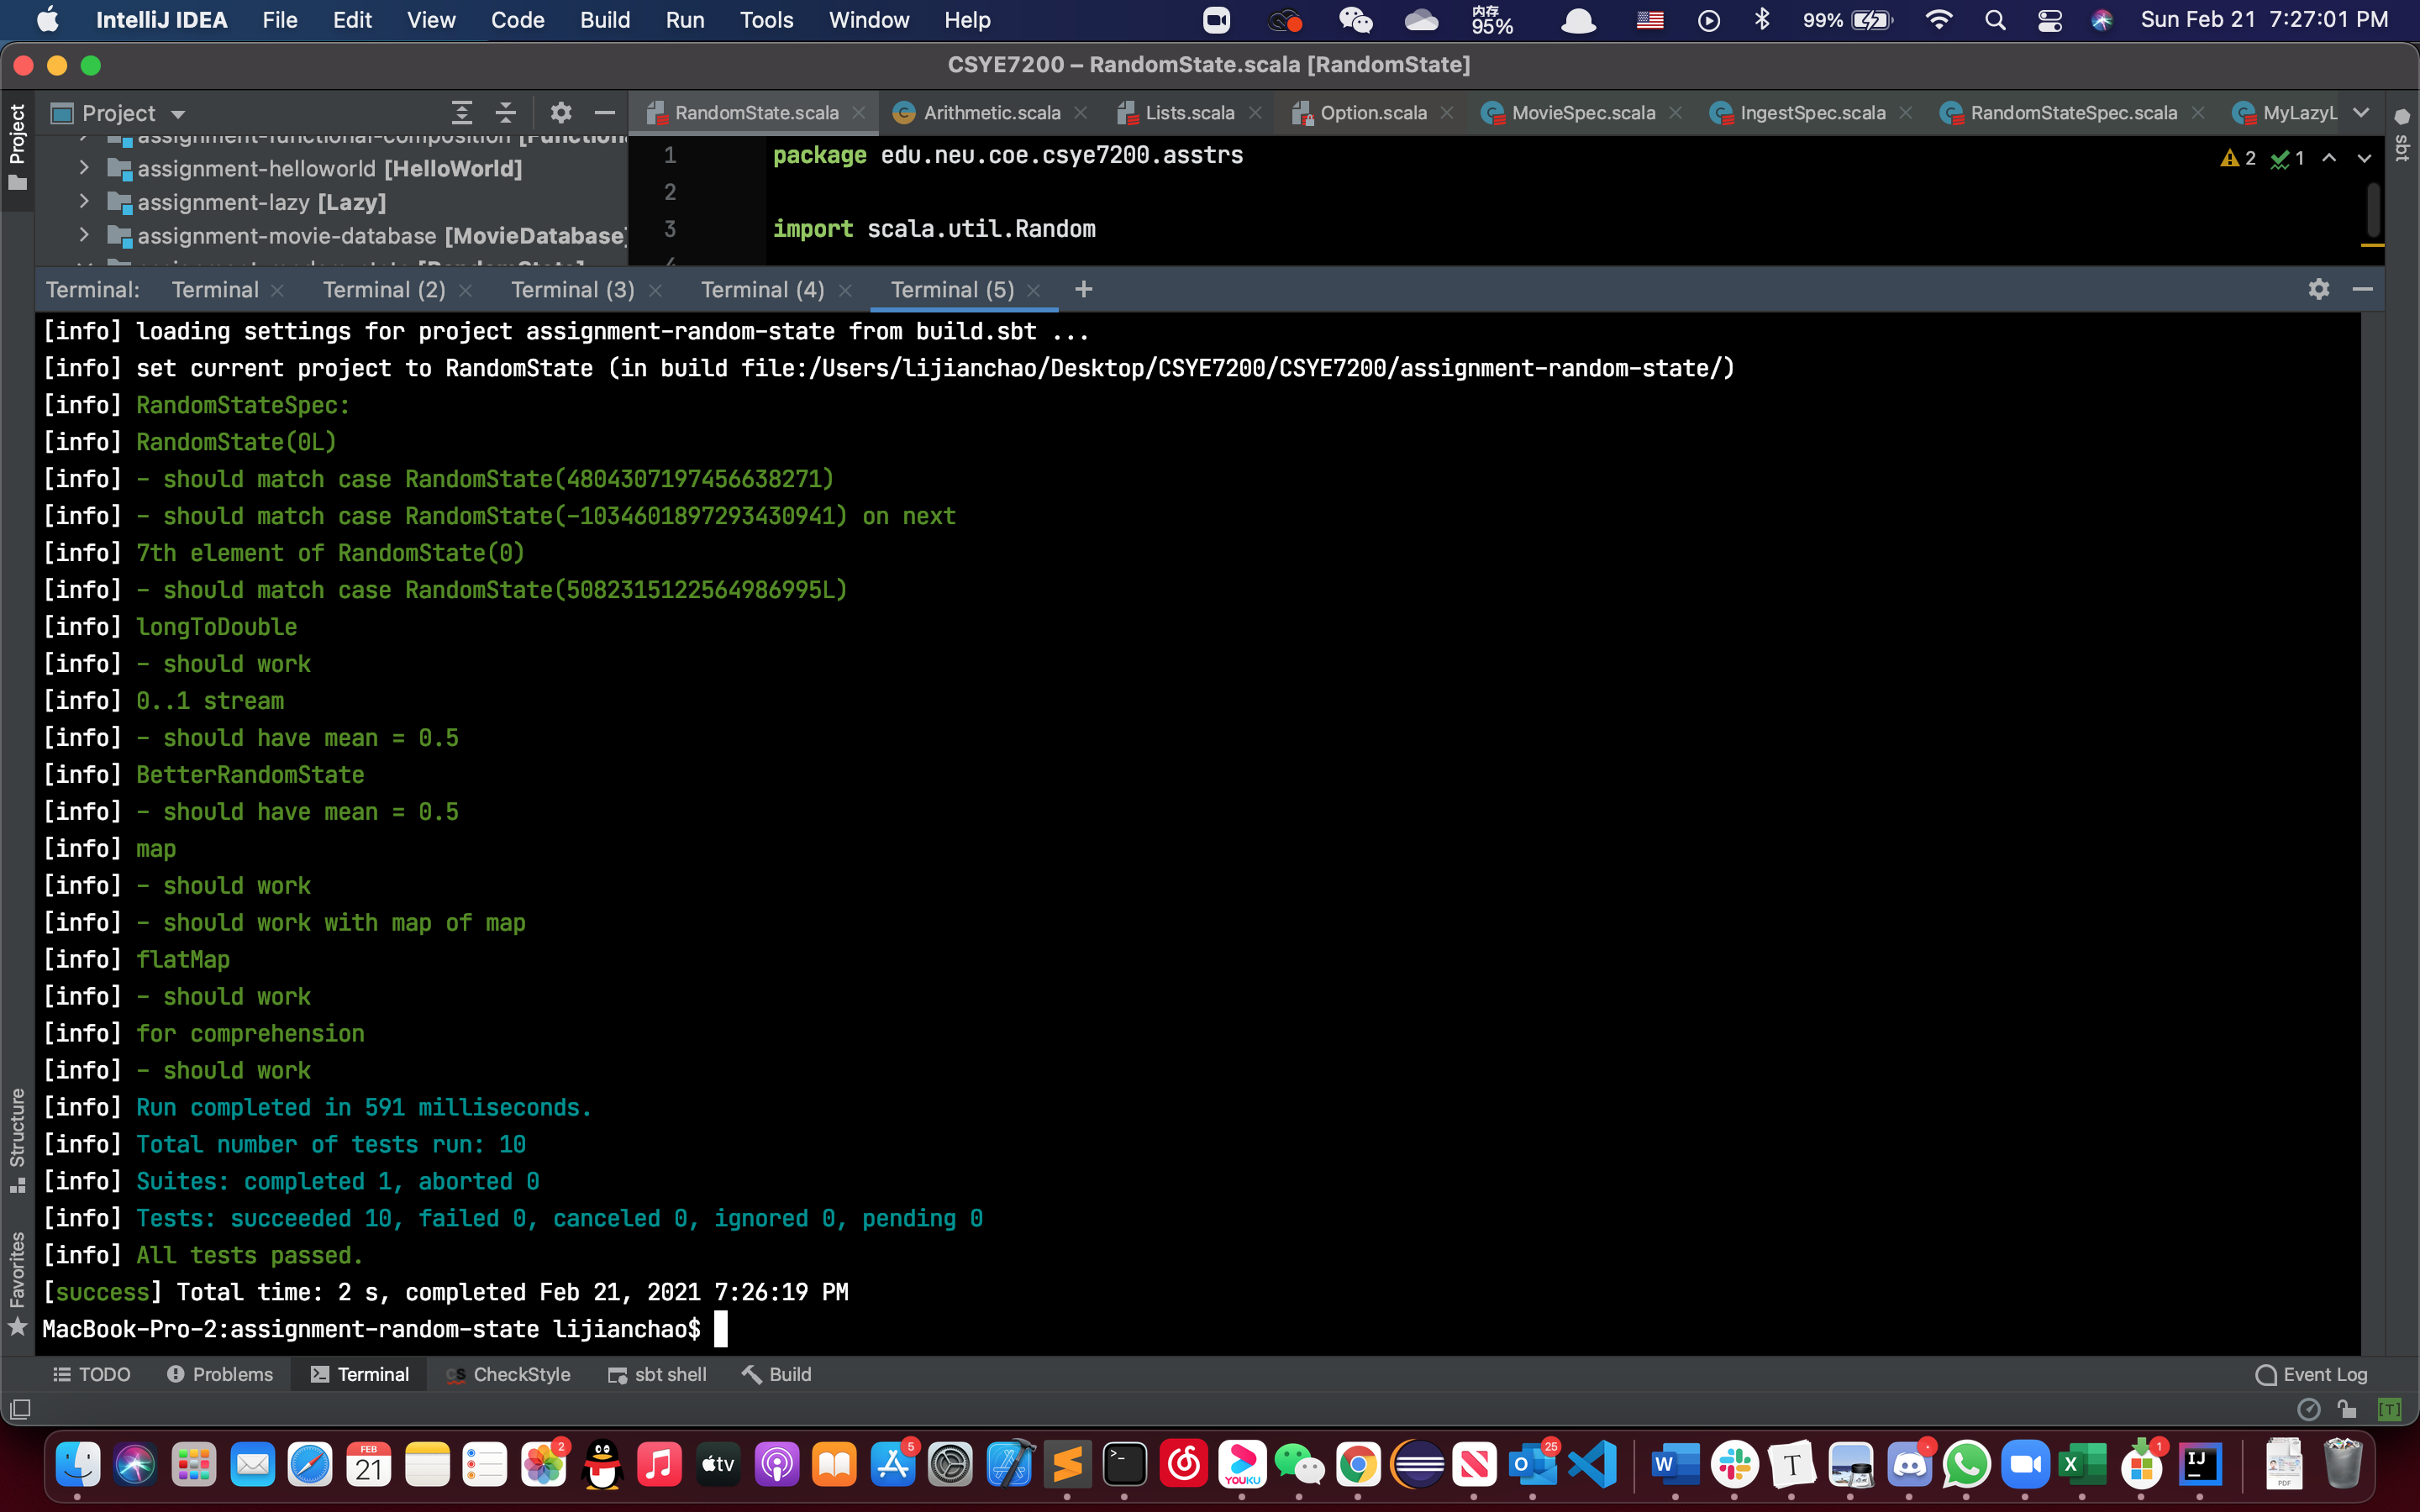 IntelliJ IDEA File Edit View Code Build Run Tools Window Help 内存 95% 99% Sun Feb 21 7:27:01 PM
CSYE7200 – RandomState.scala [RandomState]
Project
Project RandomState.scala Arithmetic.scala Lists.scala Option.scala MovieSpec.scala IngestSpec.scala RandomStateSpec.scala MyLazyL
sbt
assignment-functional-composition [Function
assignment-helloworld [HelloWorld]
assignment-lazy [Lazy]
assignment-movie-database [MovieDatabase]
1 package edu.neu.coe.csye7200.asstrs
2
3 import scala.util.Random
4
2 1
Terminal: Terminal Terminal (2) Terminal (3) Terminal (4) Terminal (5) +
[info] loading settings for project assignment-random-state from build.sbt ...
[info] set current project to RandomState (in build file:/Users/lijianchao/Desktop/CSYE7200/CSYE7200/assignment-random-state/)
[info] RandomStateSpec:
[info] RandomState(0L)
[info] - should match case RandomState(4804307197456638271)
[info] - should match case RandomState(-1034601897293430941) on next
[info] 7th element of RandomState(0)
[info] - should match case RandomState(5082315122564986995L)
[info] longToDouble
[info] - should work
[info] 0..1 stream
[info] - should have mean = 0.5
[info] BetterRandomState
[info] - should have mean = 0.5
[info] map
[info] - should work
[info] - should work with map of map
[info] flatMap
[info] - should work
[info] for comprehension
[info] - should work
[info] Run completed in 591 milliseconds.
[info] Total number of tests run: 10
[info] Suites: completed 1, aborted 0
[info] Tests: succeeded 10, failed 0, canceled 0, ignored 0, pending 0
[info] All tests passed.
[success] Total time: 2 s, completed Feb 21, 2021 7:26:19 PM
MacBook-Pro-2:assignment-random-state lijianchao$
Structure
Favorites
TODO Problems Terminal CS CheckStyle sbt shell Build Event Log
[T]
FEB 21 2 tv 5 YOUKU 25 O W T X 1 IJ PDF